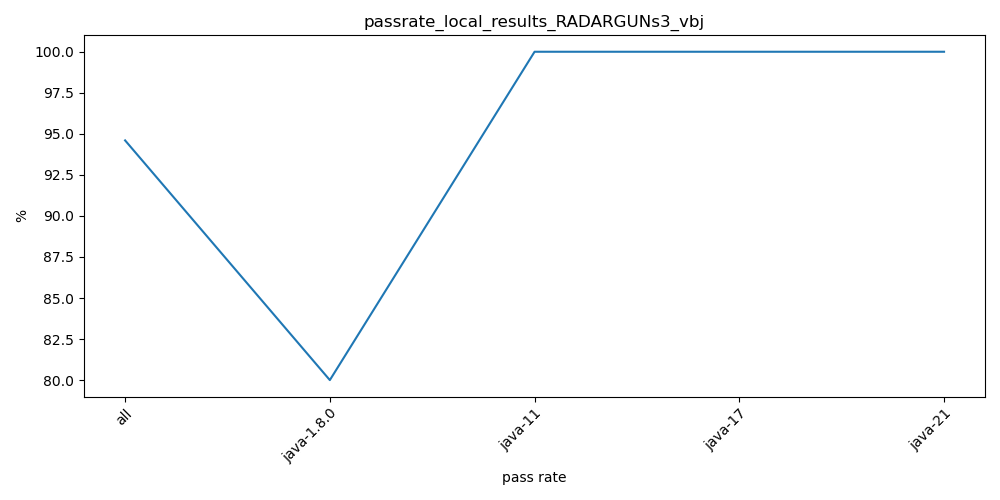 passrate_local_results_RADARGUNs3_vbj
100.0
97.5
95.0
92.5
90.0
87.5
85.0
82.5
80.0
%
all
java-1.8.0
java-11
java-17
java-21
pass rate